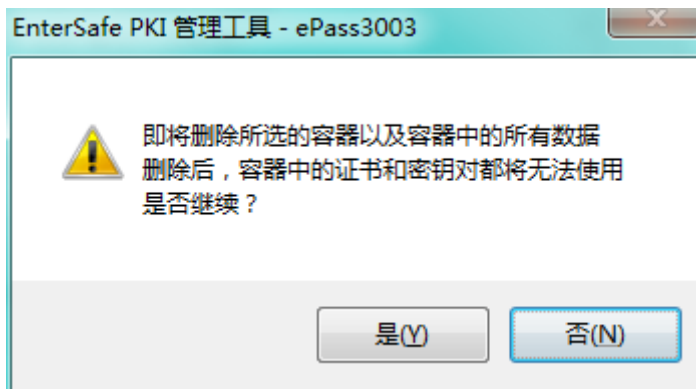 EnterSafe PKI 管理工具 - ePass3003
即将删除所选的容器以及容器中的所有数据
删除后，容器中的证书和密钥对都将无法使用
是否继续？
是(Y)
否(N)